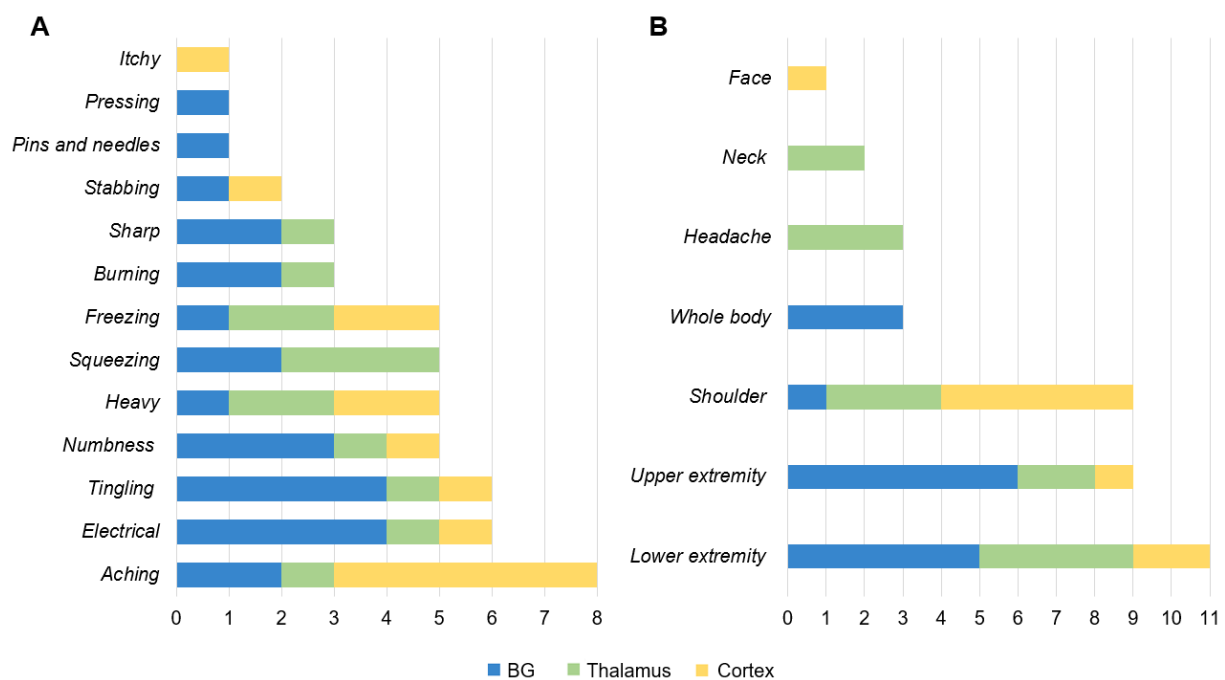 A
Itchy
Pressing
Pins and needles
Stabbing
Sharp
Burning
Freezing
Squeezing
Heavy
Numbness
Tingling
Electrical
Aching
0 1 2 3 4 5 6 7 8
B
Face
Neck
Headache
Whole body
Shoulder
Upper extremity
Lower extremity
0 1 2 3 4 5 6 7 8 9 10 11
BG Thalamus Cortex